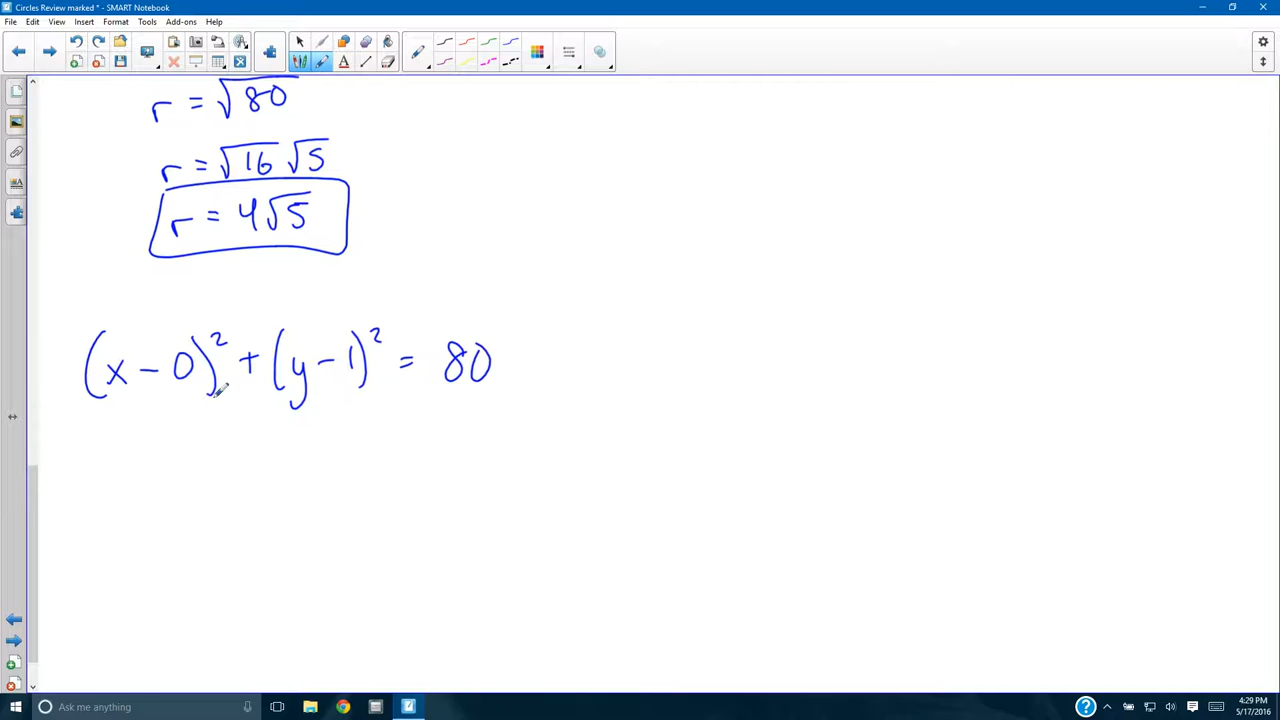 Circles Review marked * - SMART Notebook
File Edit View Insert Format Tools Add-ons Help
r = √80
r = √16 √5
r = 4√5
(x - 0)² + (y - 1)² = 80
Ask me anything
4:29 PM
5/17/2016